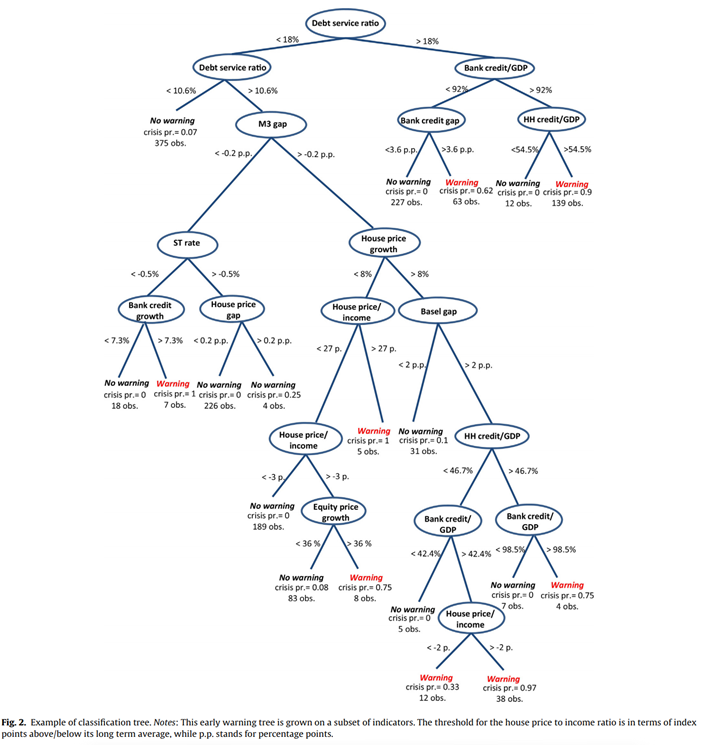 Debt service ratio
< 18%
> 18%
Debt service ratio
Bank credit/GDP
< 10.6%
> 10.6%
< 92%
> 92%
No warning
crisis pr.= 0.07
375 obs.
M3 gap
Bank credit gap
HH credit/GDP
< -0.2 p.p.
> -0.2 p.p.
<3.6 p.p.
>3.6 p.p.
<54.5%
>54.5%
No warning
crisis pr.= 0
227 obs.
Warning
crisis pr.= 0.62
63 obs.
No warning
crisis pr.= 0
12 obs.
Warning
crisis pr.= 0.9
139 obs.
ST rate
House price
growth
< -0.5%
> -0.5%
< 8%
> 8%
Bank credit
growth
House price
gap
House price/
income
Basel gap
< 7.3%
> 7.3%
< 0.2 p.p.
> 0.2 p.p.
< 27 p.
> 27 p.
< 2 p.p.
> 2 p.p.
No warning
crisis pr.= 0
18 obs.
Warning
crisis pr.= 1
7 obs.
No warning
crisis pr.= 0
226 obs.
No warning
crisis pr.= 0.25
4 obs.
House price/
income
Warning
crisis pr.= 1
5 obs.
No warning
crisis pr.= 0.1
31 obs.
HH credit/GDP
< -3 p.
> -3 p.
< 46.7%
> 46.7%
No warning
crisis pr.= 0
189 obs.
Equity price
growth
Bank credit/
GDP
Bank credit/
GDP
< 36 %
> 36 %
< 42.4%
> 42.4%
< 98.5%
> 98.5%
No warning
crisis pr.= 0.08
83 obs.
Warning
crisis pr.= 0.75
8 obs.
No warning
crisis pr.= 0
7 obs.
Warning
crisis pr.= 0.75
4 obs.
No warning
crisis pr.= 0
5 obs.
House price/
income
< -2 p.
> -2 p.
Warning
crisis pr.= 0.33
12 obs.
Warning
crisis pr.= 0.97
38 obs.
Fig. 2. Example of classification tree. Notes: This early warning tree is grown on a subset of indicators. The threshold for the house price to income ratio is in terms of index
points above/below its long term average, while p.p. stands for percentage points.